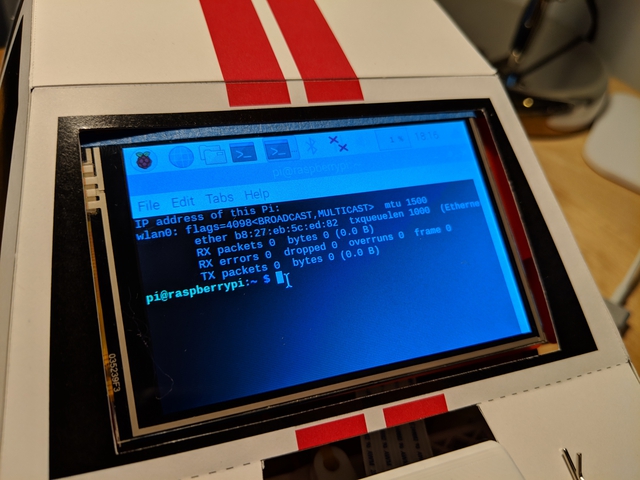 File Edit Tabs Help
IP address of this Pi:
wlan0: flags=4098<BROADCAST,MULTICAST> mtu 1500
ether b8:27:eb:5c:ed:82 txqueuelen 1000 (Etherne
RX packets 0 bytes 0 (0.0 B)
RX errors 0 dropped 0 overruns 0 frame 0
TX packets 0 bytes 0 (0.0 B)
pi@raspberrypi:~ $